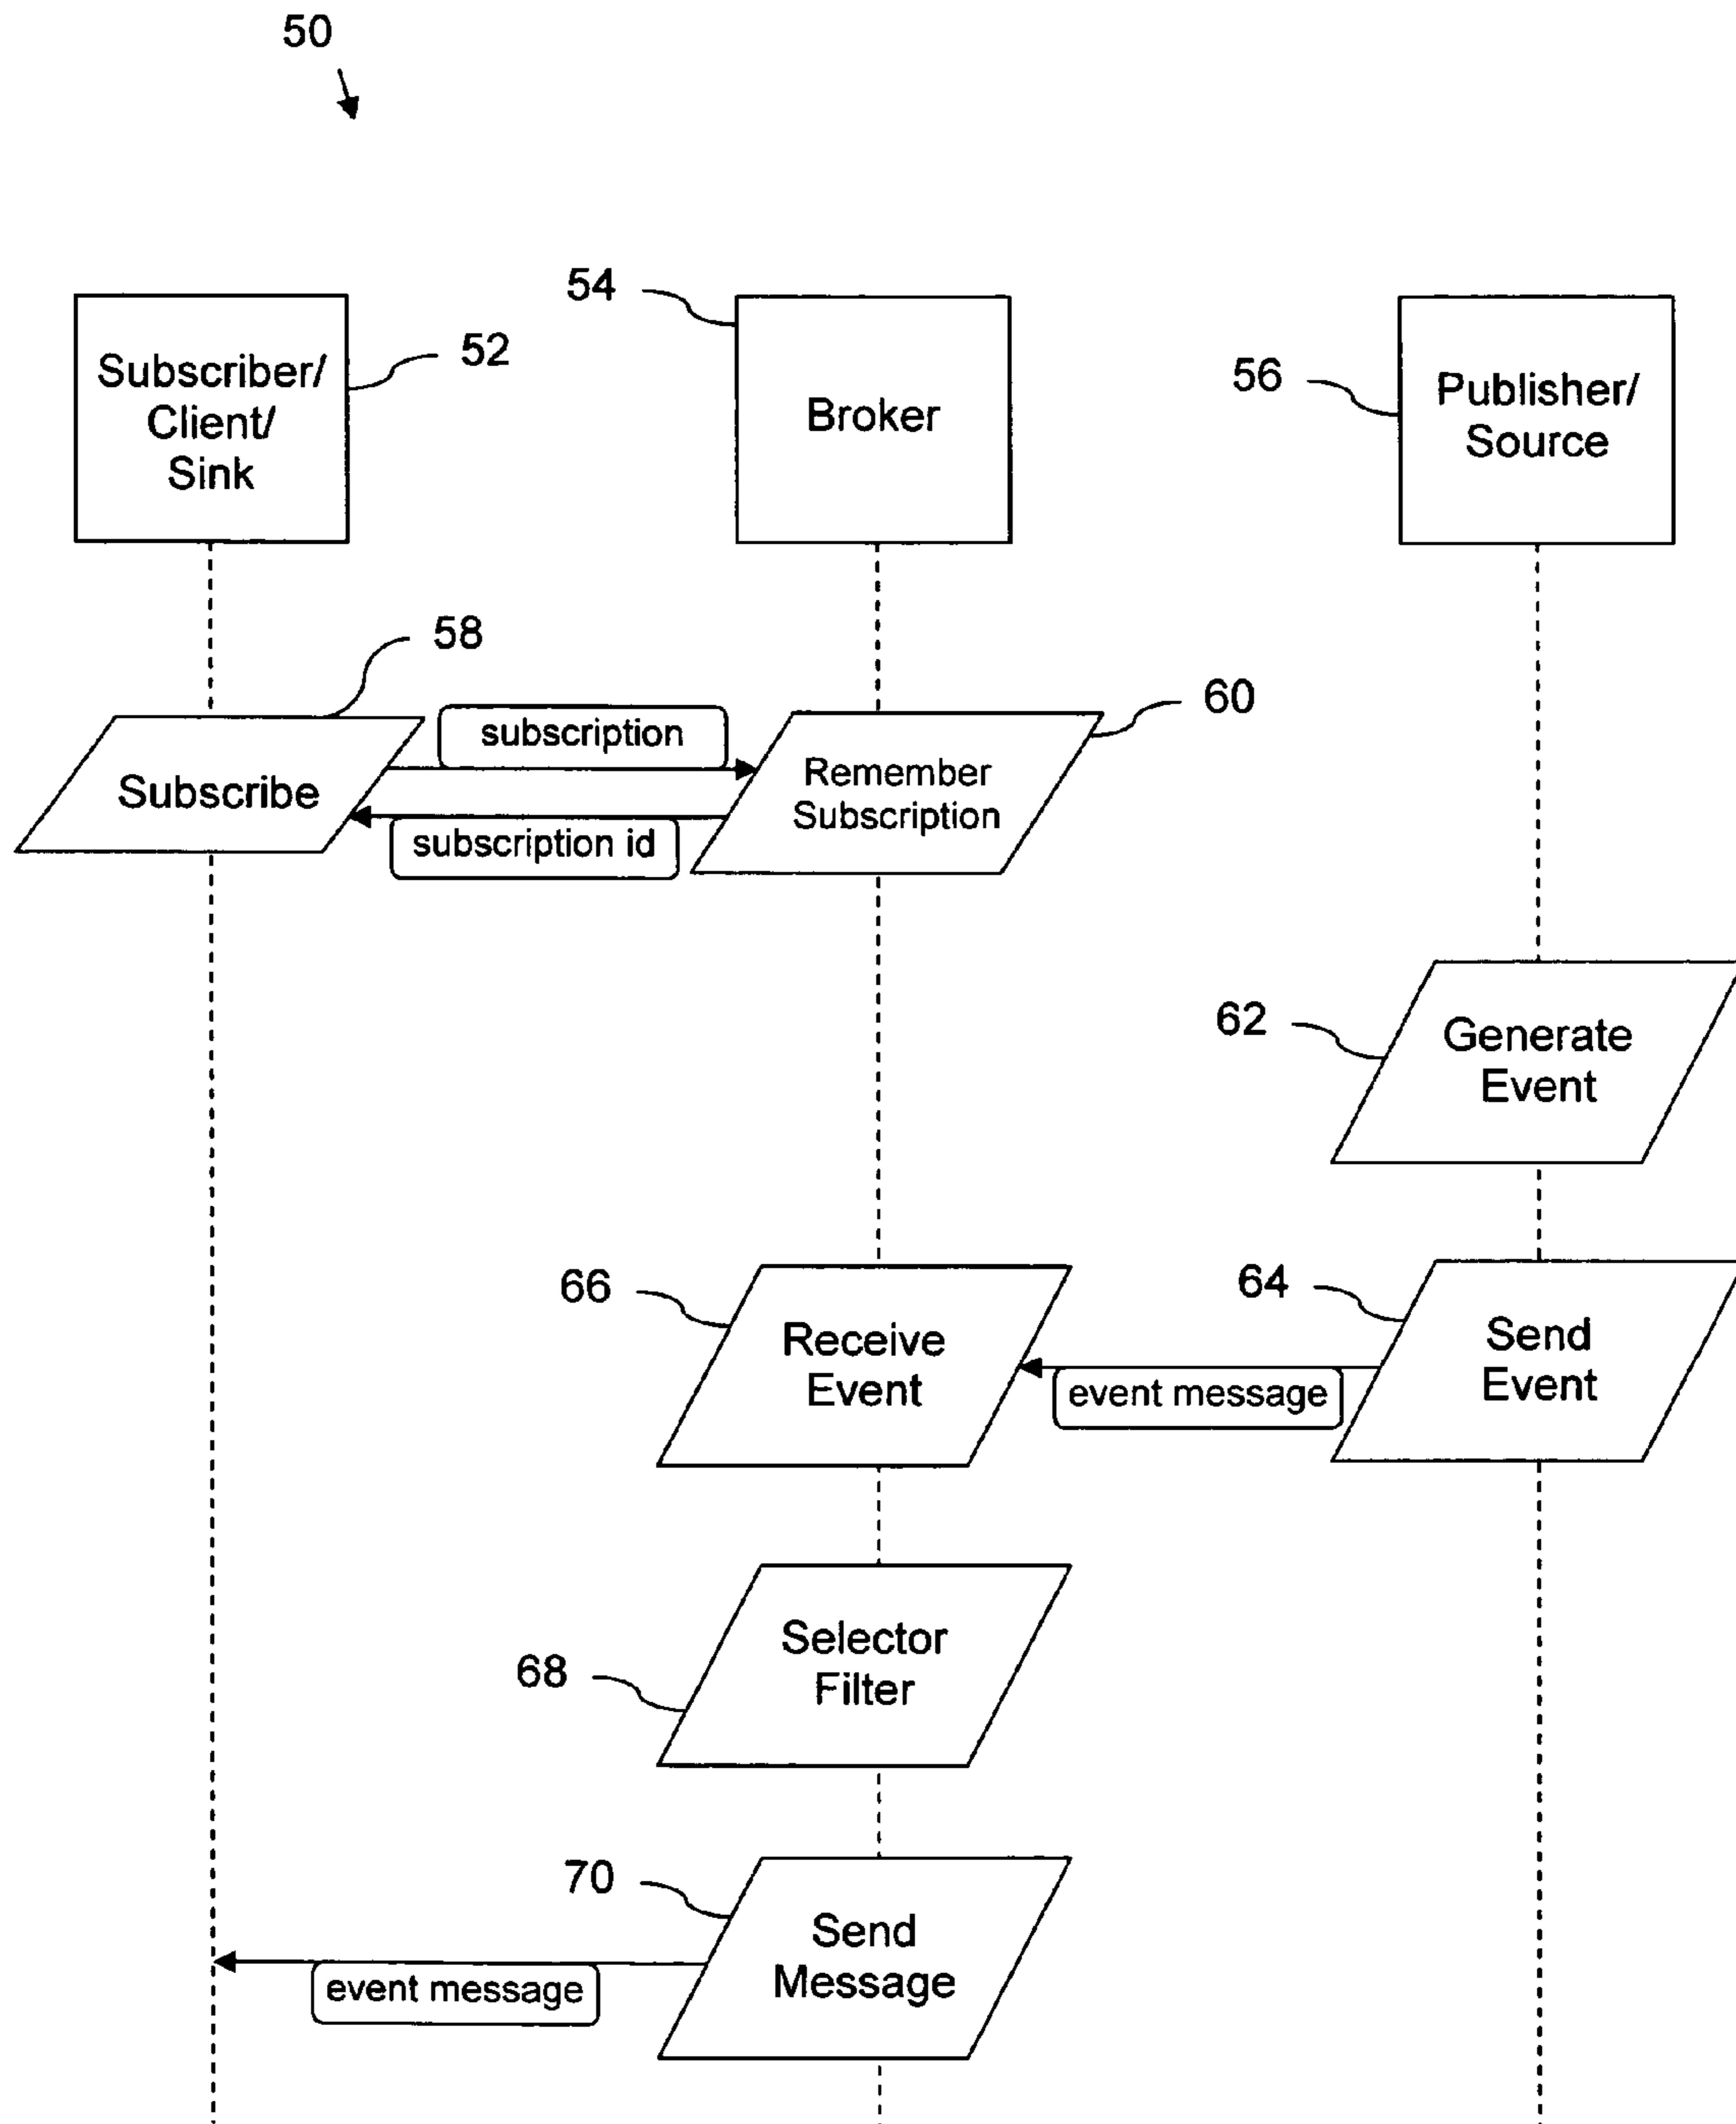 50
Subscriber/
Client/
Sink
52
54
Broker
56
Publisher/
Source
58
Subscribe
subscription
subscription id
60
Remember
Subscription
62
Generate
Event
64
Send
Event
event message
66
Receive
Event
68
Selector
Filter
70
Send
Message
event message